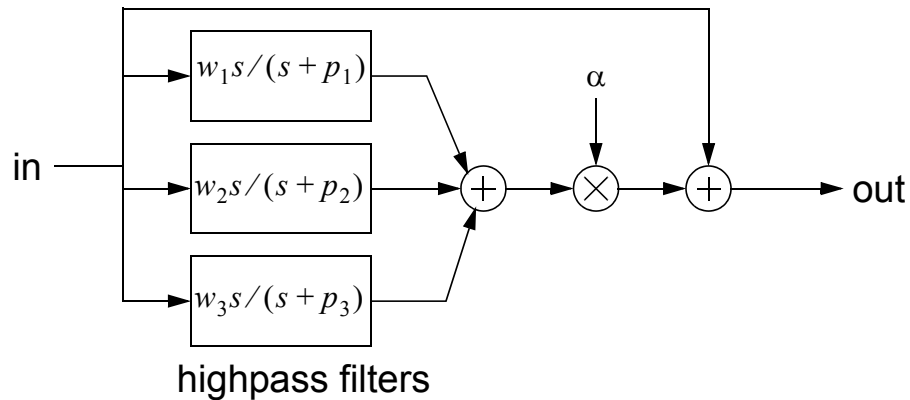 w₁s/(s + p₁)
α
in
w₂s/(s + p₂)
+
×
+
out
w₃s/(s + p₃)
highpass filters